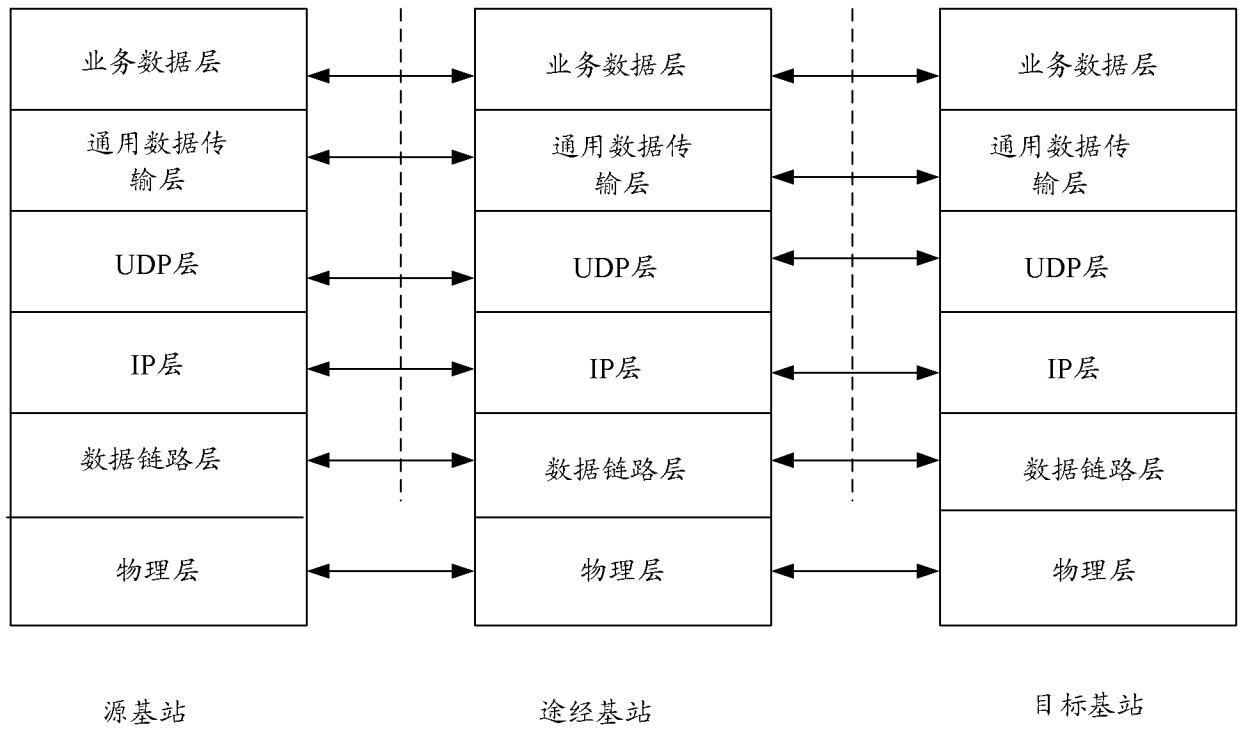 业务数据层
通用数据传
输层
UDP层
IP层
数据链路层
物理层
源基站
业务数据层
通用数据传
输层
UDP层
IP层
数据链路层
物理层
途经基站
业务数据层
通用数据传
输层
UDP层
IP层
数据链路层
物理层
目标基站